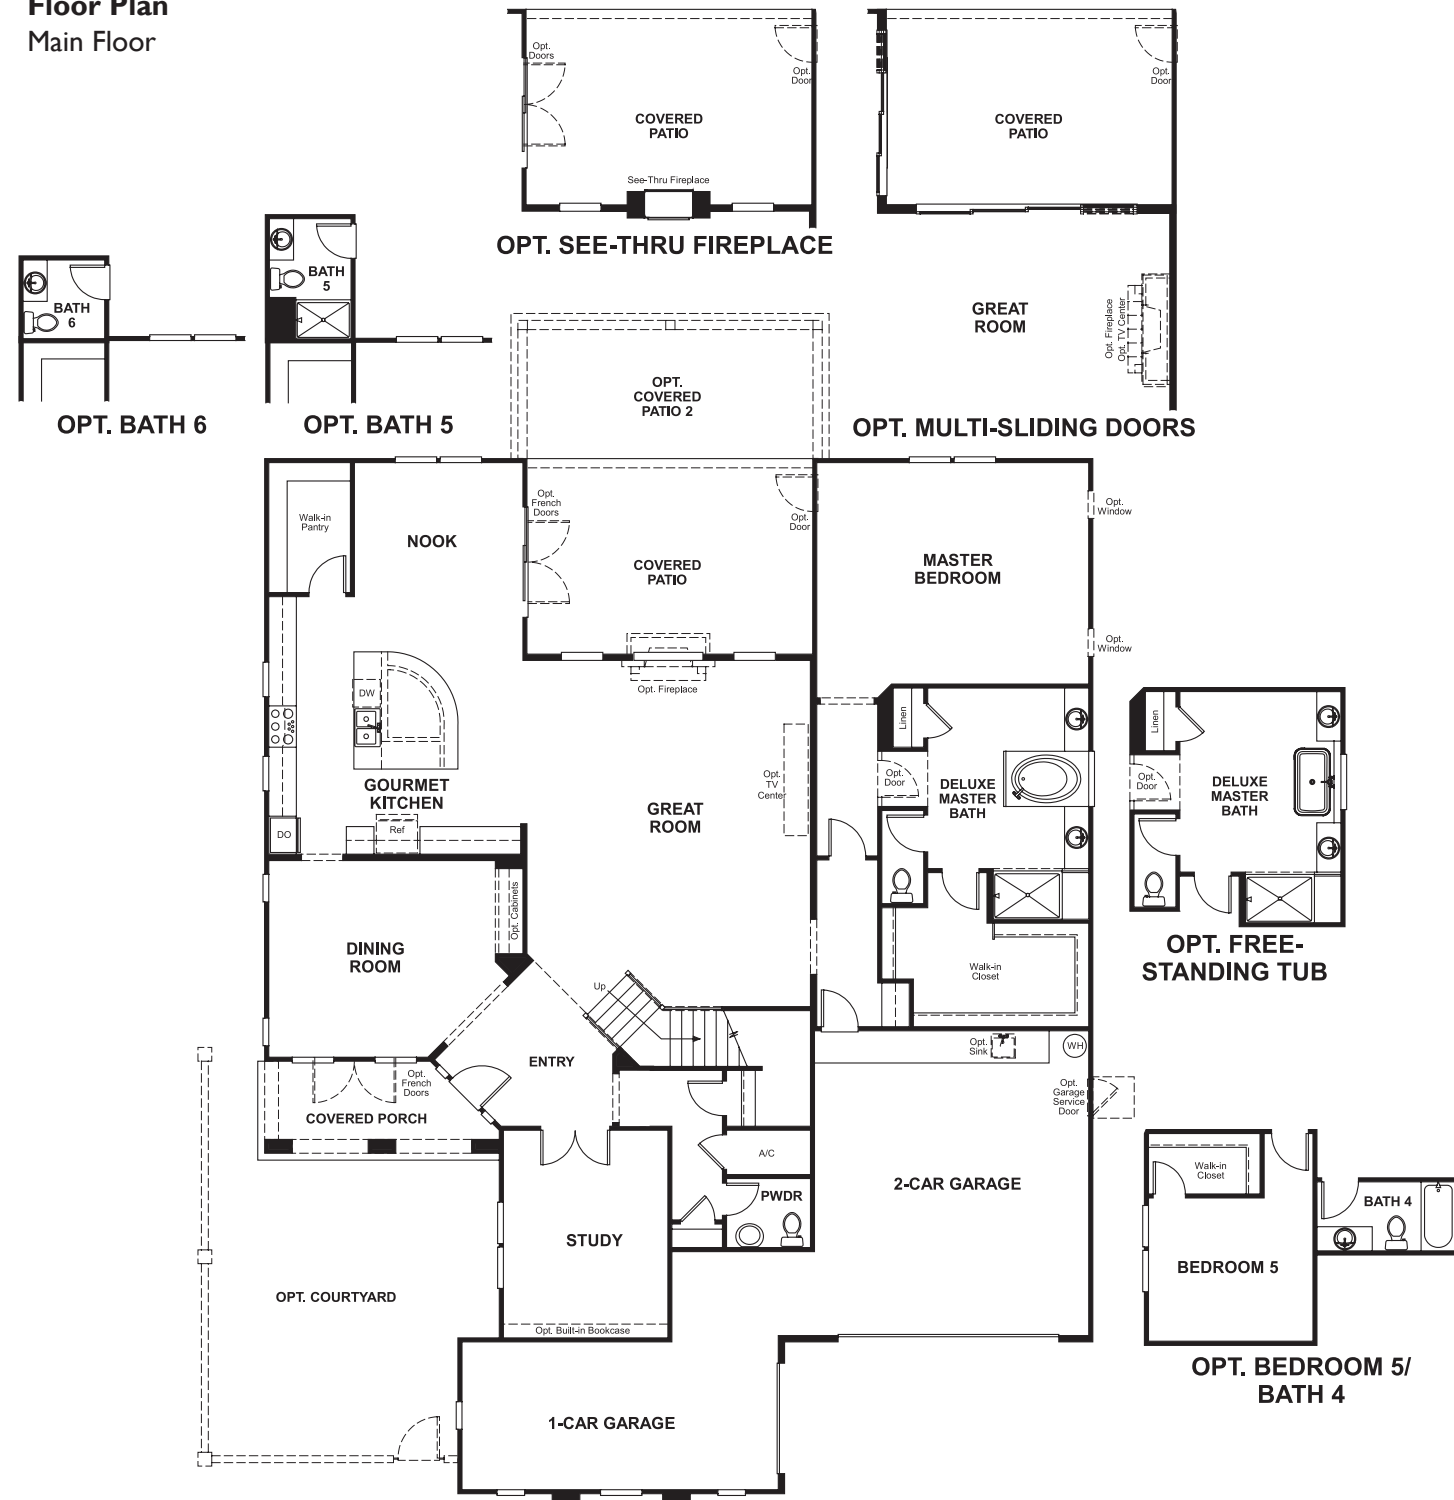 Floor Plan
Main Floor
Opt.
Doors
Opt.
Door
COVERED
PATIO
See-Thru Fireplace
OPT. SEE-THRU FIREPLACE
Opt.
Door
COVERED
PATIO
GREAT
ROOM
Opt. Fireplace
Opt. TV Center
OPT. MULTI-SLIDING DOORS
BATH
6
OPT. BATH 6
BATH
5
OPT. BATH 5
OPT.
COVERED
PATIO 2
Walk-in
Pantry
NOOK
Opt.
French
Doors
Opt.
Door
COVERED
PATIO
MASTER
BEDROOM
Opt.
Window
Opt.
Window
Opt. Fireplace
DW
GOURMET
KITCHEN
DO
Ref
GREAT
ROOM
Opt.
TV
Center
Linen
Opt.
Door
DELUXE
MASTER
BATH
Linen
Opt.
Door
DELUXE
MASTER
BATH
OPT. FREE-
STANDING TUB
Opt. Cabinets
DINING
ROOM
Up
Walk-in
Closet
ENTRY
Opt.
Sink
WH
Opt.
French
Doors
COVERED PORCH
Opt.
Garage
Service
Door
A/C
PWDR
2-CAR GARAGE
STUDY
Opt. Built-in Bookcase
OPT. COURTYARD
1-CAR GARAGE
Walk-in
Closet
BATH 4
BEDROOM 5
OPT. BEDROOM 5/
BATH 4